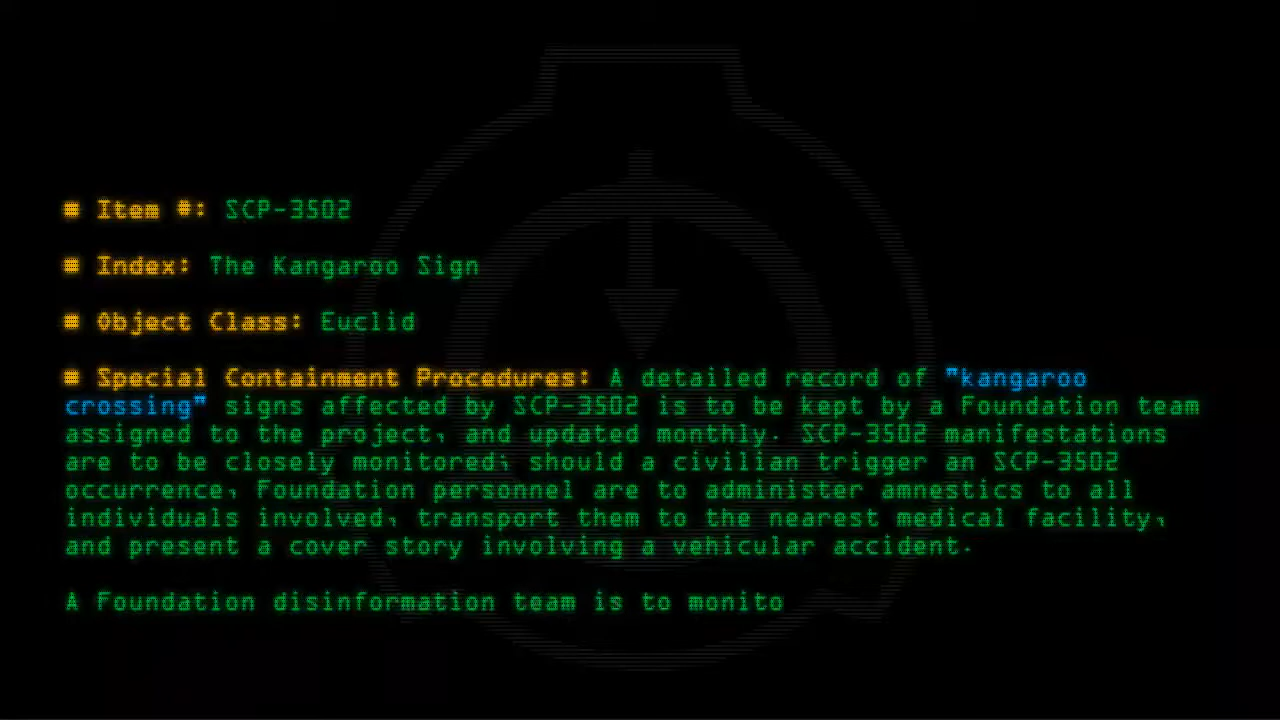 # Item #: SCP-3502
# Index: The Kangaroo Sign
# Object Class: Euclid
# Special Containment Procedures: A detailed record of "kangaroo
crossing" signs affected by SCP-3502 is to be kept by a Foundation team
assigned to the project, and updated monthly. SCP-3502 manifestations
are to be closely monitored; should a civilian trigger an SCP-3502
occurrence, Foundation personnel are to administer amnestics to all
individuals involved, transport them to the nearest medical facility,
and present a cover story involving a vehicular accident.
A Foundation disinformation team is to monito